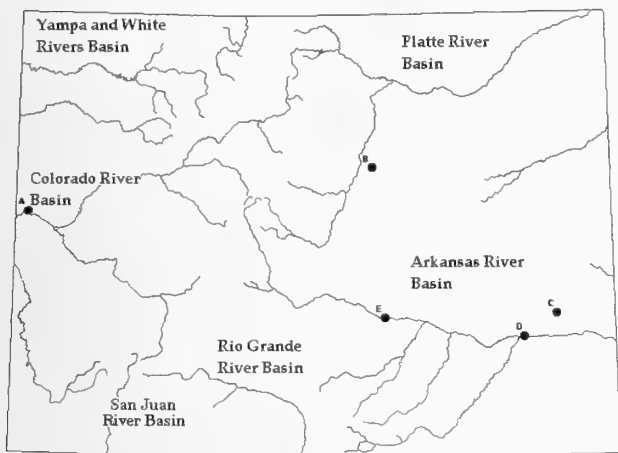 Yampa and White
Rivers Basin
Platte River
Basin
B
Colorado River
Basin
A
Arkansas River
Basin
C
E
D
Rio Grande
River Basin
San Juan
River Basin